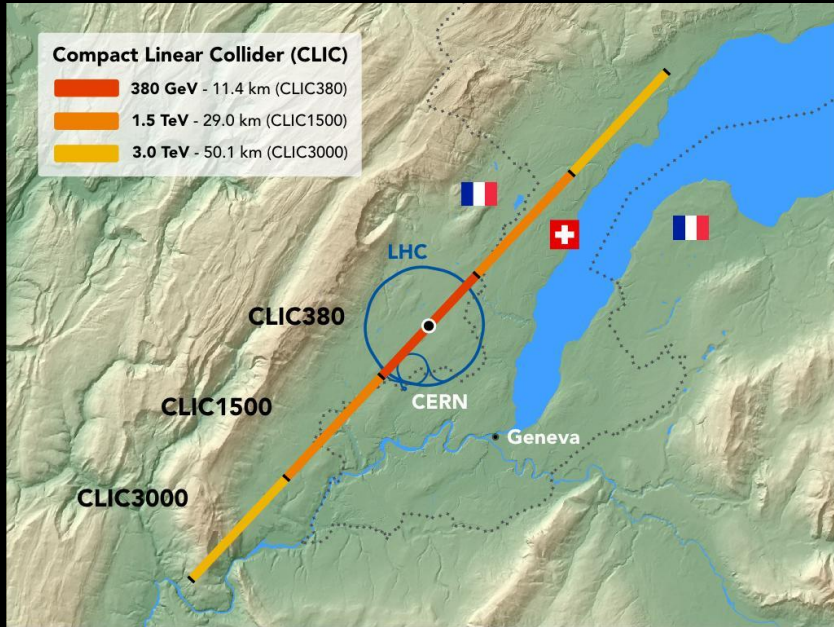 Compact Linear Collider (CLIC)
380 GeV - 11.4 km (CLIC380)
1.5 TeV - 29.0 km (CLIC1500)
3.0 TeV - 50.1 km (CLIC3000)
LHC
CLIC380
CLIC1500
CERN
Geneva
CLIC3000